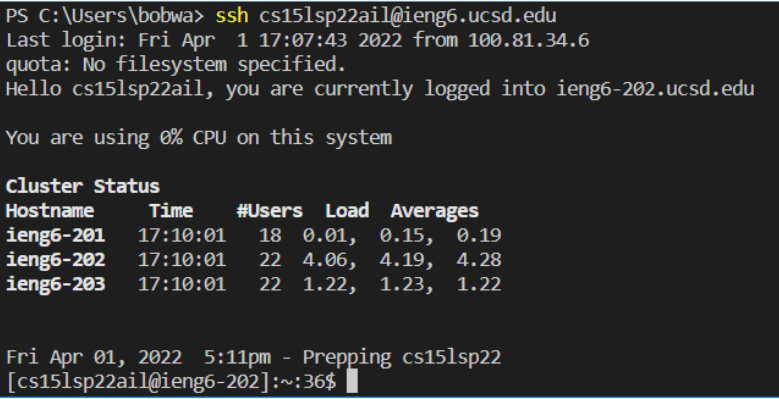 PS C:\Users\bobwa> ssh cs15lsp22ail@ieng6.ucsd.edu
Last login: Fri Apr  1 17:07:43 2022 from 100.81.34.6
quota: No filesystem specified.
Hello cs15lsp22ail, you are currently logged into ieng6-202.ucsd.edu
You are using 0% CPU on this system
Cluster Status
Hostname     Time    #Users  Load  Averages
ieng6-201   17:10:01   18  0.01,  0.15,  0.19
ieng6-202   17:10:01   22  4.06,  4.19,  4.28
ieng6-203   17:10:01   22  1.22,  1.23,  1.22
Fri Apr 01, 2022  5:11pm - Prepping cs15lsp22
[cs15lsp22ail@ieng6-202]:~:36$